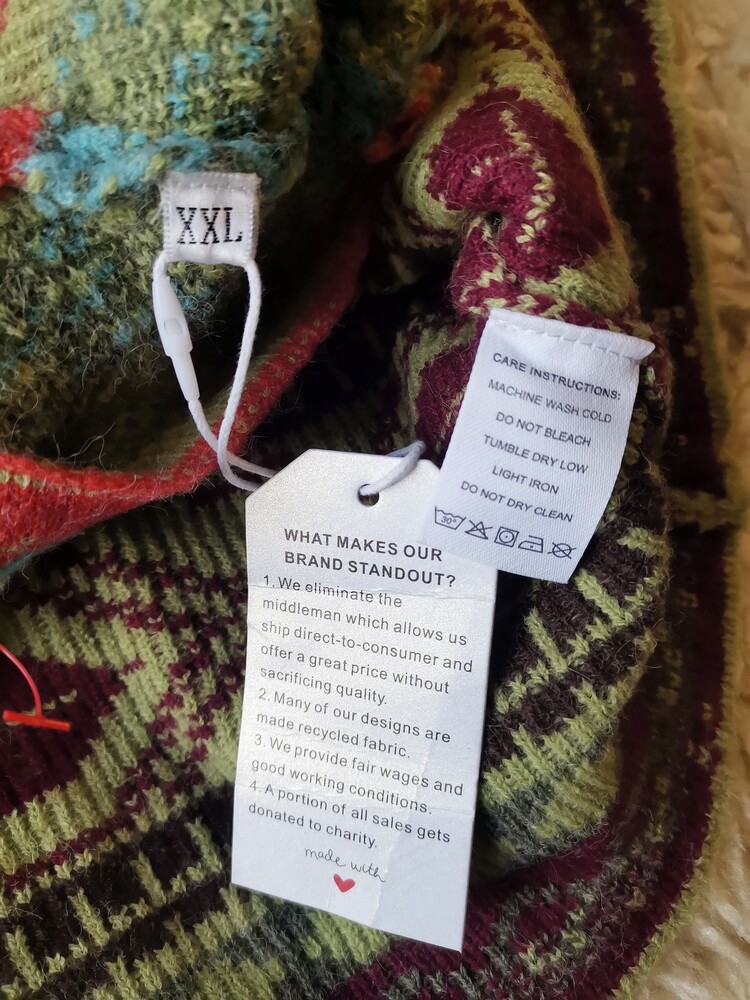 XXL
CARE INSTRUCTIONS:
MACHINE WASH COLD
DO NOT BLEACH
TUMBLE DRY LOW
LIGHT IRON
DO NOT DRY CLEAN
30°
WHAT MAKES OUR
BRAND STANDOUT?
1. We eliminate the
middleman which allows us
ship direct-to-consumer and
offer a great price without
sacrificing quality.
2. Many of our designs are
made recycled fabric.
3. We provide fair wages and
good working conditions.
4. A portion of all sales gets
donated to charity.
made with